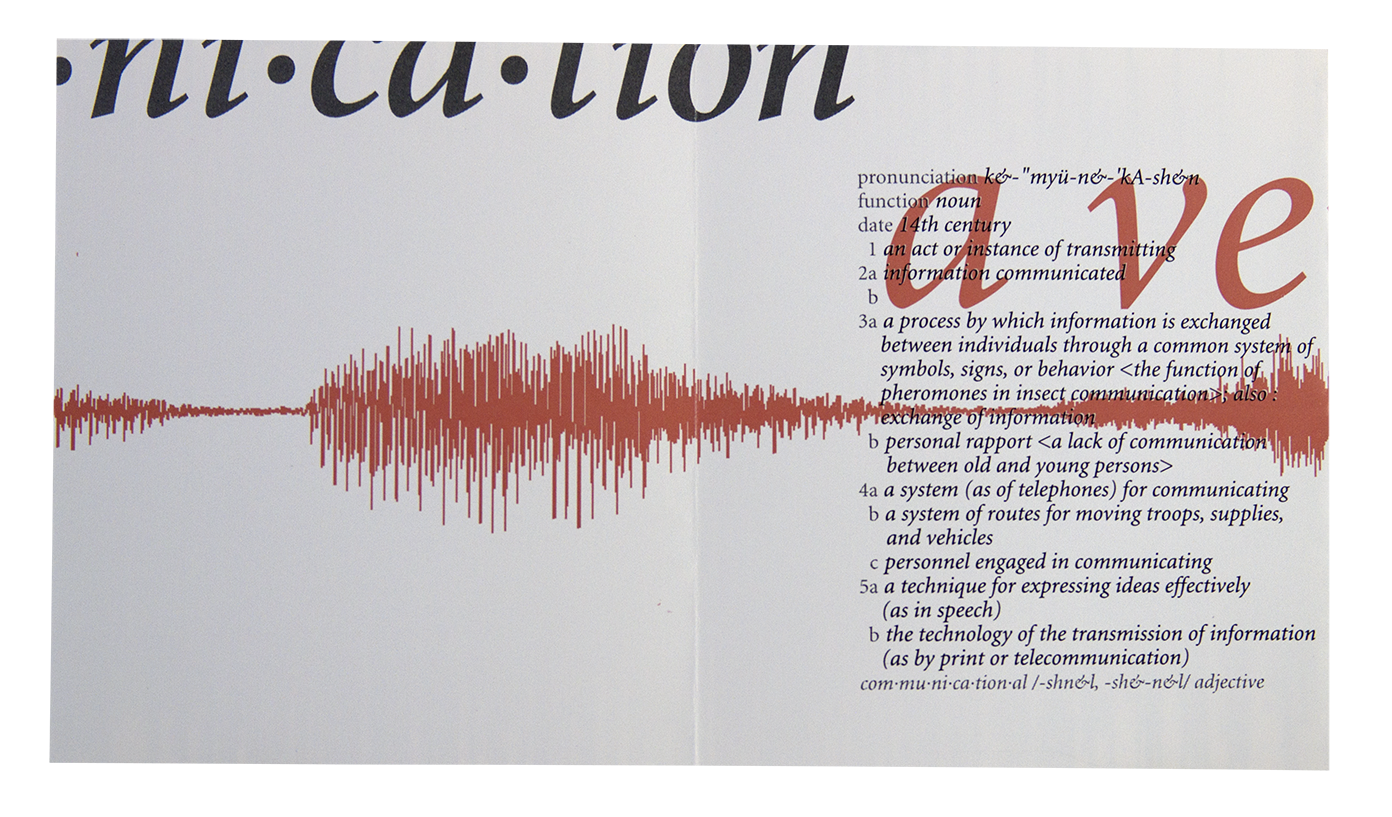 ·ni·ca·tion
a ve
pronunciation k&-"myü-n&-'kA-sh&n
function noun
date 14th century
1 an act or instance of transmitting
2a information communicated
b
3a a process by which information is exchanged
between individuals through a common system of
symbols, signs, or behavior <the function of
pheromones in insect communication>; also :
exchange of information
b personal rapport <a lack of communication
between old and young persons>
4a a system (as of telephones) for communicating
b a system of routes for moving troops, supplies,
and vehicles
c personnel engaged in communicating
5a a technique for expressing ideas effectively
(as in speech)
b the technology of the transmission of information
(as by print or telecommunication)
com·mu·ni·ca·tion·al /-shn&l, -sh&-n&l/ adjective